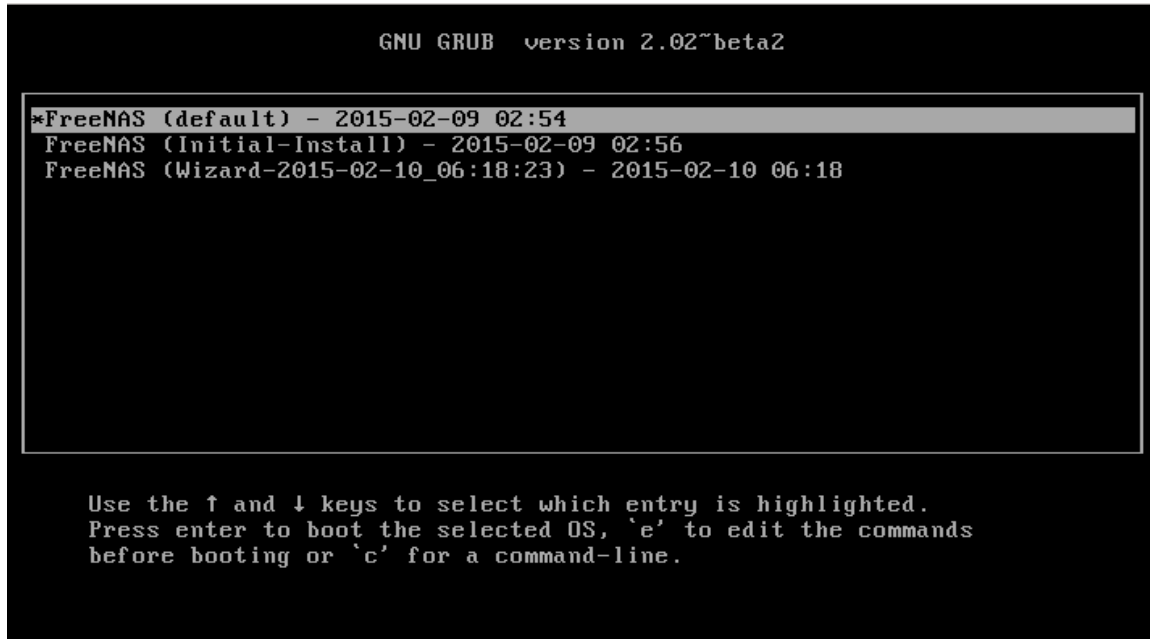 GNU GRUB  version 2.02~beta2
*FreeNAS (default) - 2015-02-09 02:54
FreeNAS (Initial-Install) - 2015-02-09 02:56
FreeNAS (Wizard-2015-02-10_06:18:23) - 2015-02-10 06:18
Use the ↑ and ↓ keys to select which entry is highlighted.
Press enter to boot the selected OS, `e' to edit the commands
before booting or `c' for a command-line.